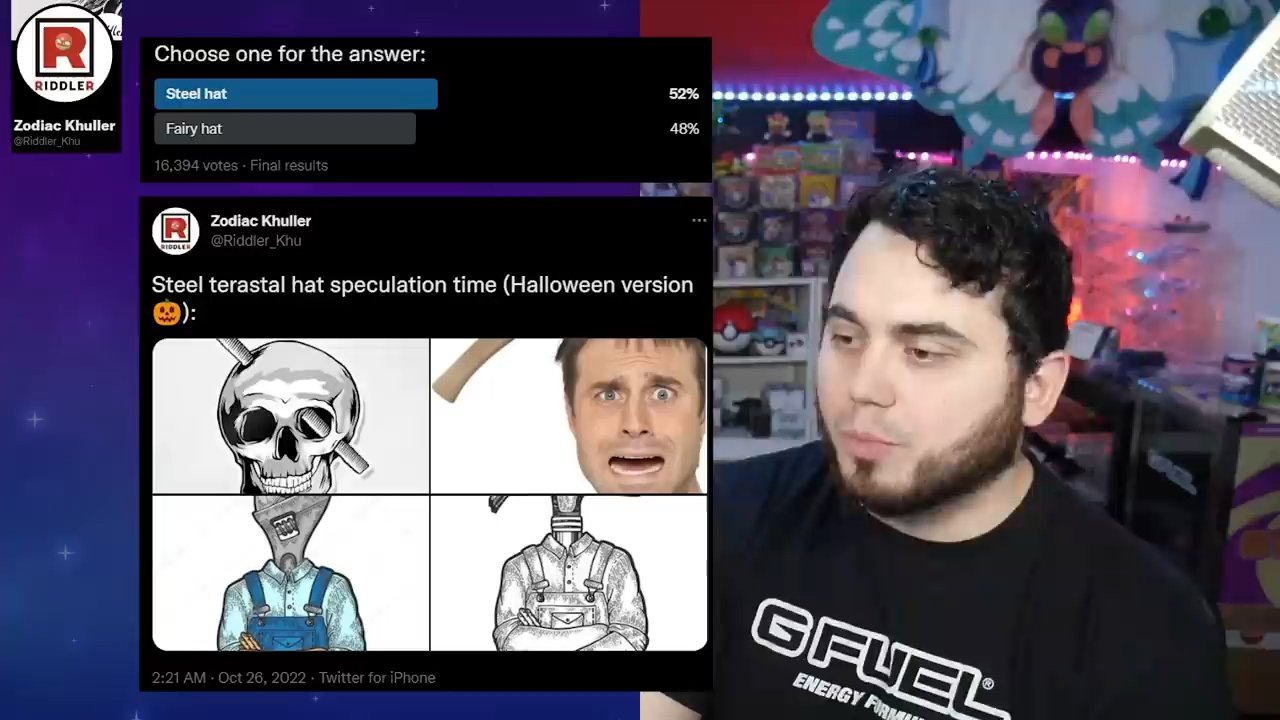 RIDDLER
Zodiac Khuller
@Riddler_Khu
Choose one for the answer:
Steel hat 52%
Fairy hat 48%
16,394 votes · Final results
RIDDLER
Zodiac Khuller
@Riddler_Khu
Steel terastal hat speculation time (Halloween version
🎃):
2:21 AM · Oct 26, 2022 · Twitter for iPhone
G FUEL®
ENERGY